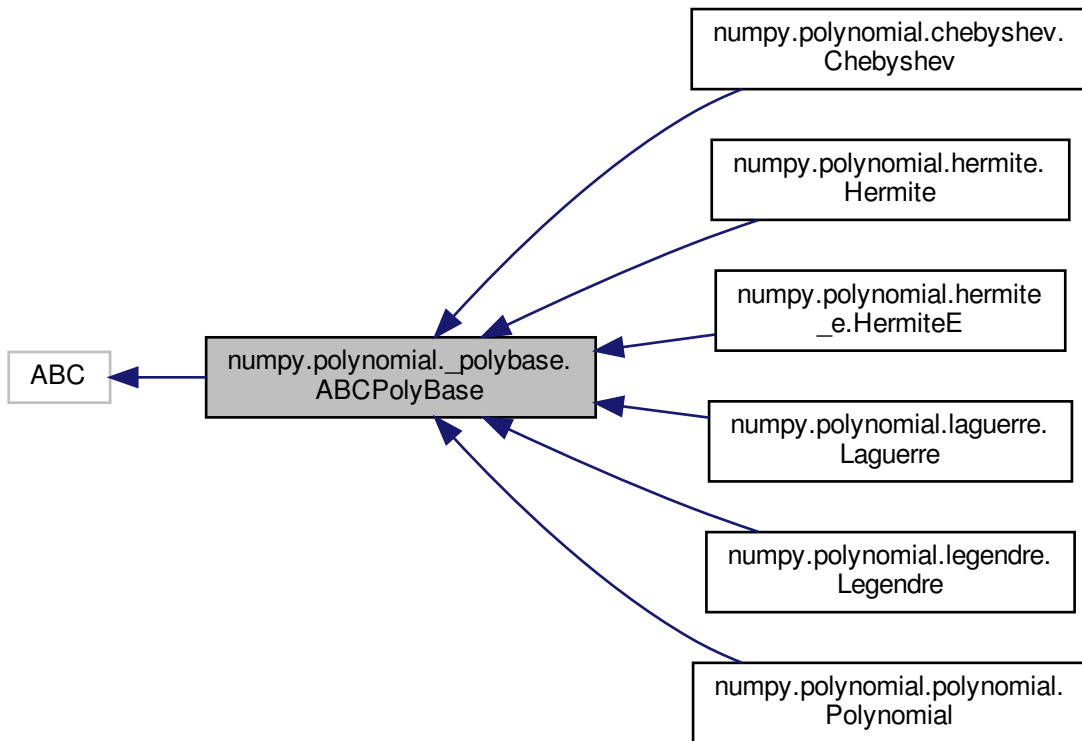 ABC
numpy.polynomial._polybase.
ABCPolyBase
numpy.polynomial.chebyshev.
Chebyshev
numpy.polynomial.hermite.
Hermite
numpy.polynomial.hermite
_e.HermiteE
numpy.polynomial.laguerre.
Laguerre
numpy.polynomial.legendre.
Legendre
numpy.polynomial.polynomial.
Polynomial